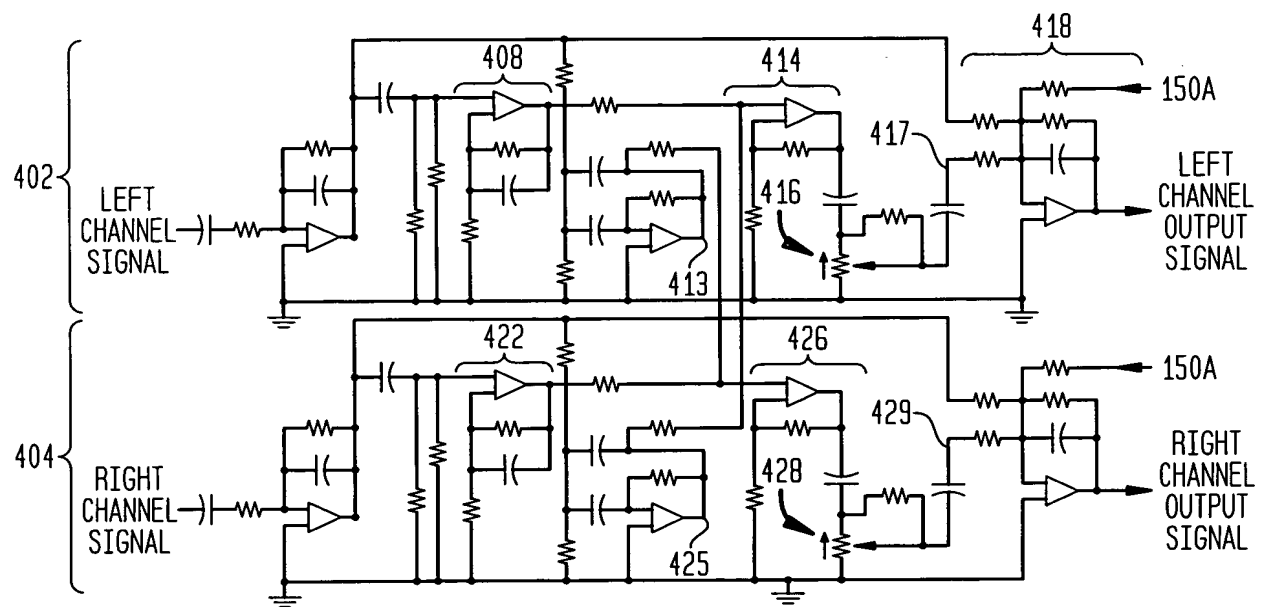 418
408
414
150A
417
402
LEFT
CHANNEL
SIGNAL
416
LEFT
CHANNEL
OUTPUT
SIGNAL
413
422
426
150A
429
404
RIGHT
CHANNEL
SIGNAL
428
RIGHT
CHANNEL
OUTPUT
SIGNAL
425